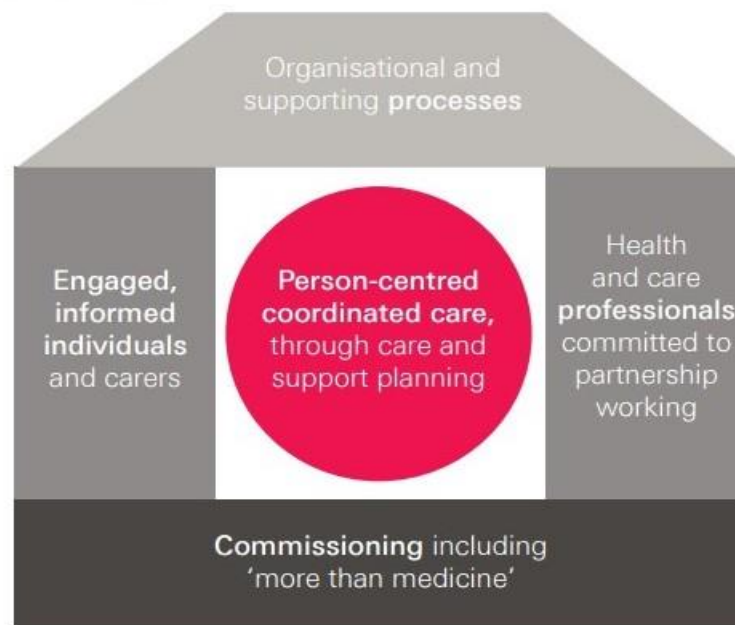 Organisational and
supporting processes
Engaged,
informed
individuals
and carers
Person-centred
coordinated care,
through care and
support planning
Health
and care
professionals
committed to
partnership
working
Commissioning including
‘more than medicine’